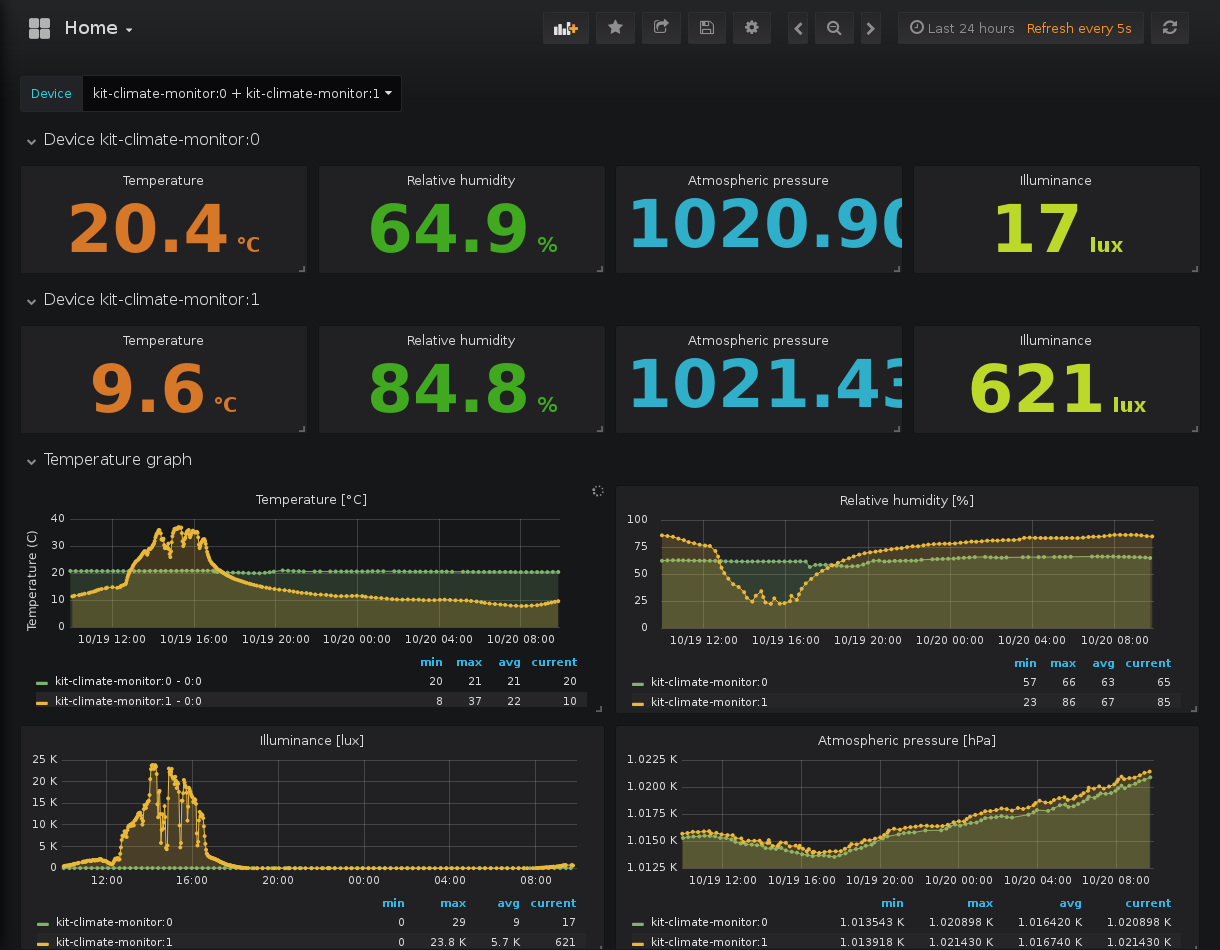 Home
Last 24 hours Refresh every 5s
Device kit-climate-monitor:0 + kit-climate-monitor:1
Device kit-climate-monitor:0
Temperature Relative humidity Atmospheric pressure Illuminance
20.4 °C 64.9 % 1020.90 17 lux
Device kit-climate-monitor:1
Temperature Relative humidity Atmospheric pressure Illuminance
9.6 °C 84.8 % 1021.43 621 lux
Temperature graph
Temperature [°C]
Temperature (C)
40
30
20
10
0
10/19 12:00 10/19 16:00 10/19 20:00 10/20 00:00 10/20 04:00 10/20 08:00
min max avg current
kit-climate-monitor:0 - 0:0 20 21 21 20
kit-climate-monitor:1 - 0:0 8 37 22 10
Relative humidity [%]
100
75
50
25
0
10/19 12:00 10/19 16:00 10/19 20:00 10/20 00:00 10/20 04:00 10/20 08:00
min max avg current
kit-climate-monitor:0 57 66 63 65
kit-climate-monitor:1 23 86 67 85
Illuminance [lux]
25 K
20 K
15 K
10 K
5 K
0
12:00 16:00 20:00 00:00 04:00 08:00
min max avg current
kit-climate-monitor:0 0 29 9 17
kit-climate-monitor:1 0 23.8 K 5.7 K 621
Atmospheric pressure [hPa]
1.0225 K
1.0200 K
1.0175 K
1.0150 K
1.0125 K
10/19 12:00 10/19 16:00 10/19 20:00 10/20 00:00 10/20 04:00 10/20 08:00
min max avg current
kit-climate-monitor:0 1.013543 K 1.020898 K 1.016420 K 1.020898 K
kit-climate-monitor:1 1.013918 K 1.021430 K 1.016740 K 1.021430 K